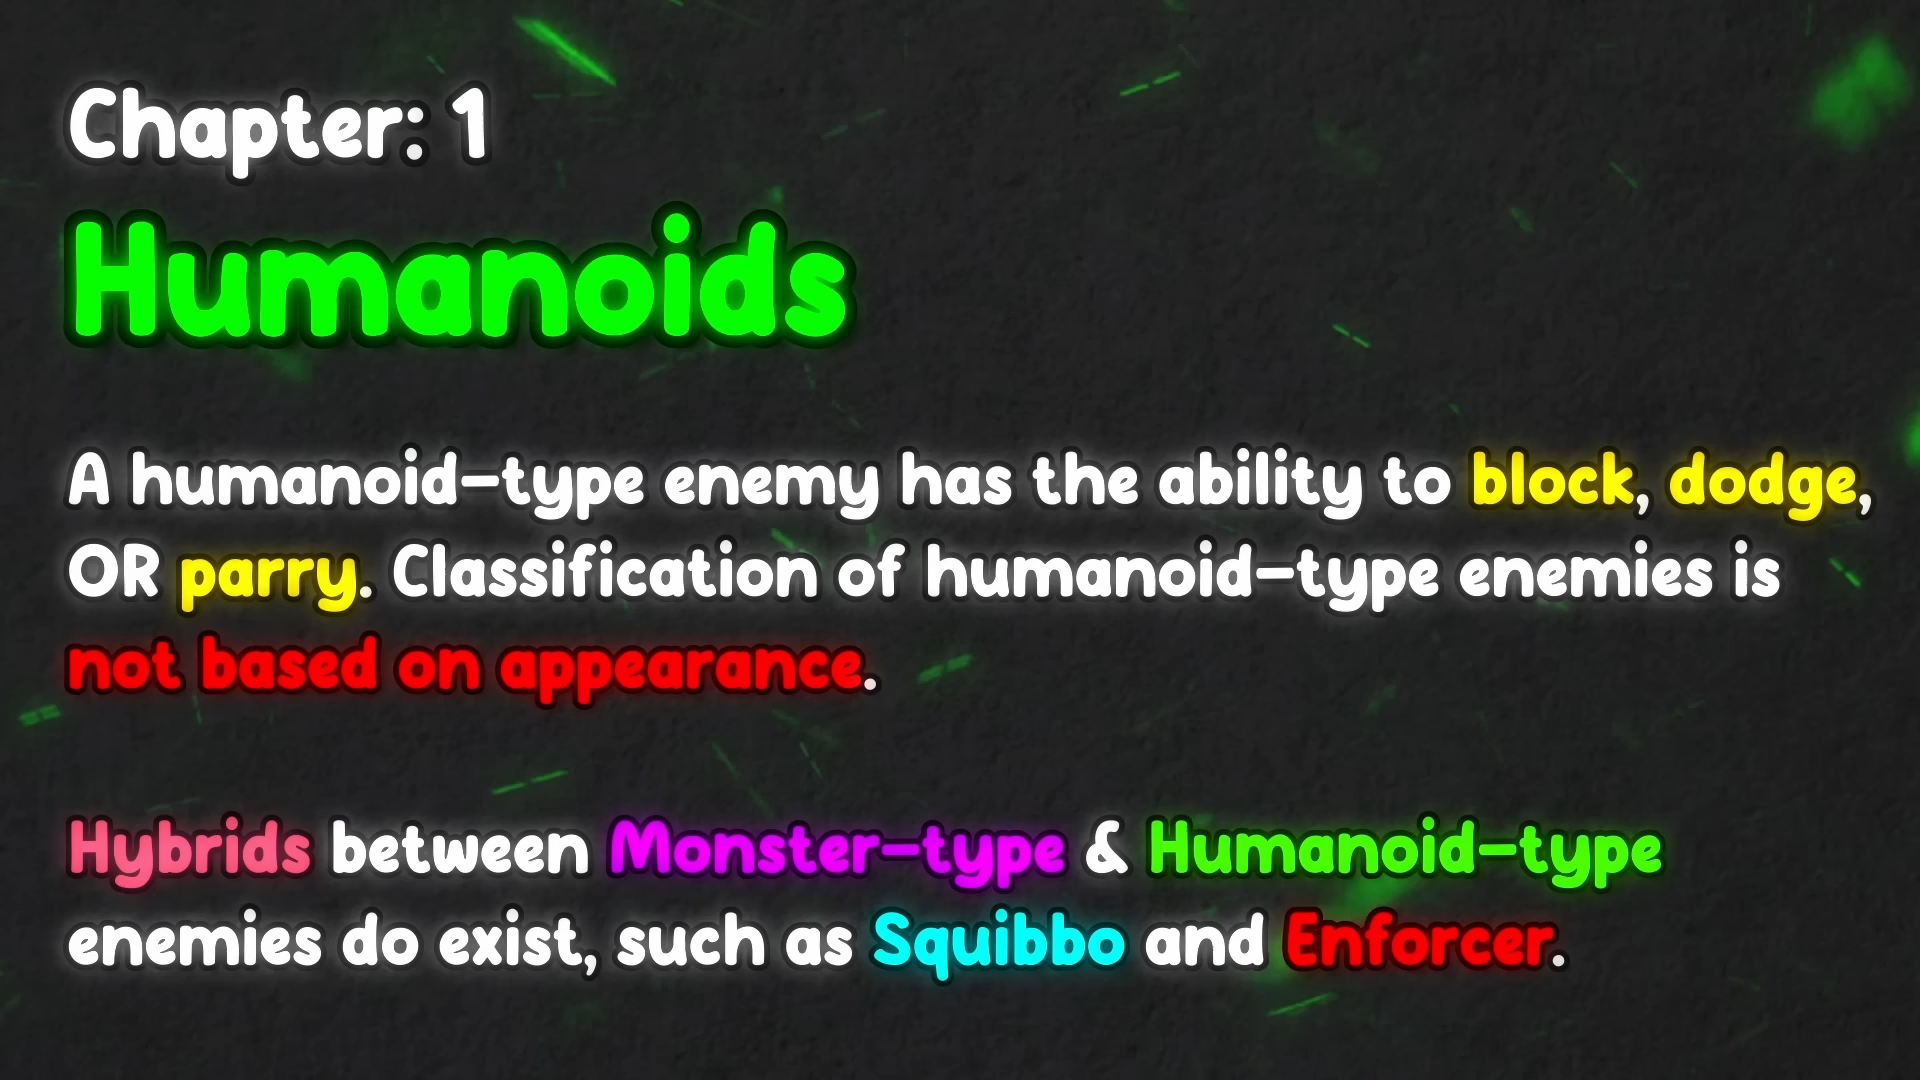 Chapter: 1
Humanoids
A humanoid-type enemy has the ability to block, dodge,
OR parry. Classification of humanoid-type enemies is
not based on appearance.
Hybrids between Monster-type & Humanoid-type
enemies do exist, such as Squibbo and Enforcer.